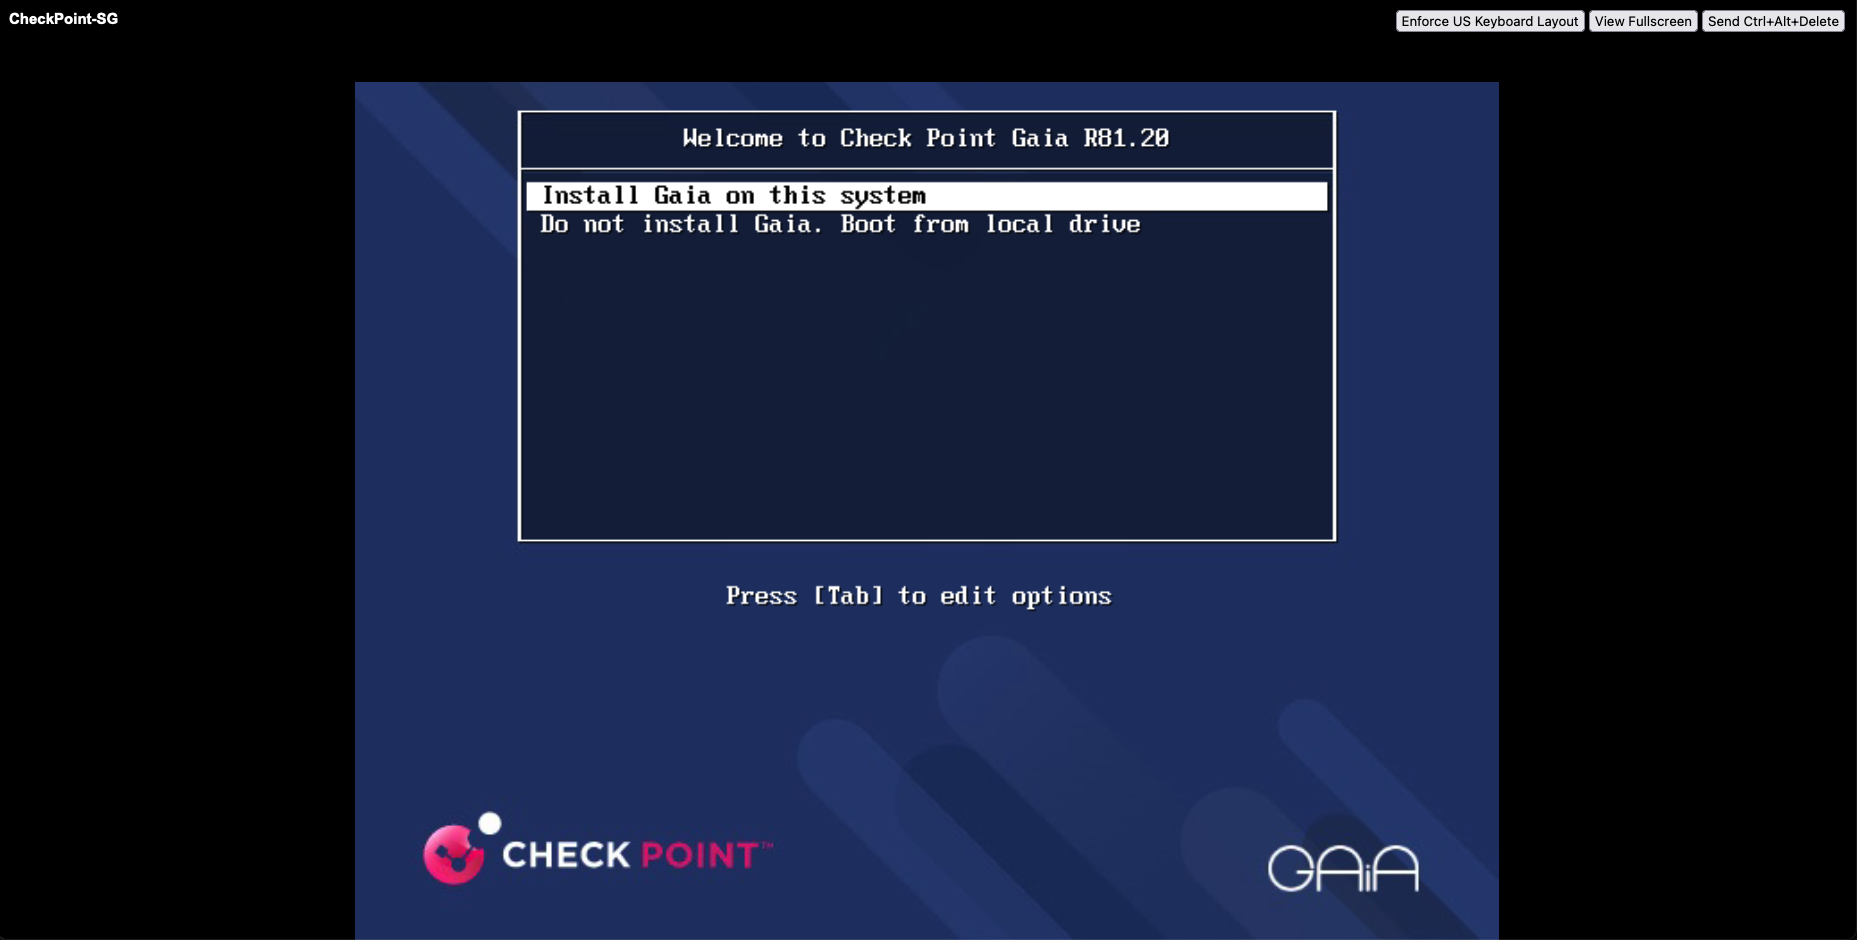 CheckPoint-SG
Enforce US Keyboard Layout View Fullscreen Send Ctrl+Alt+Delete
Welcome to Check Point Gaia R81.20
Install Gaia on this system
Do not install Gaia. Boot from local drive
Press [Tab] to edit options
CHECK POINT™
GAiA